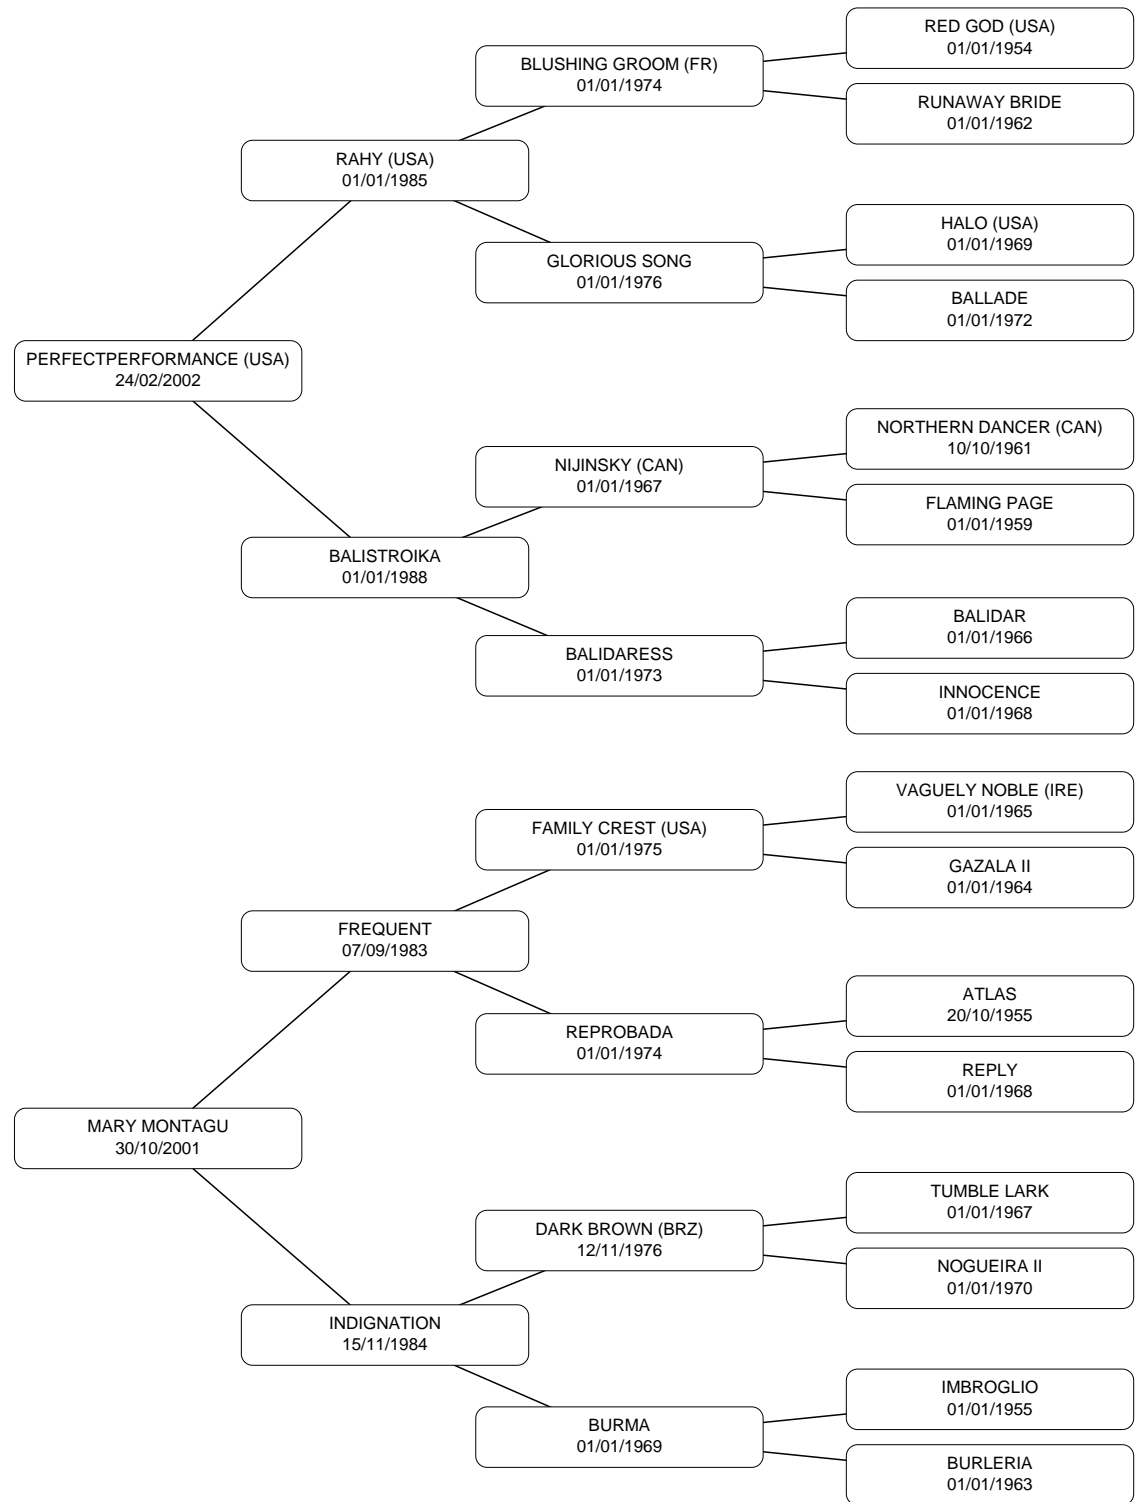 RED GOD (USA)
01/01/1954
BLUSHING GROOM (FR)
01/01/1974
RUNAWAY BRIDE
01/01/1962
RAHY (USA)
01/01/1985
HALO (USA)
01/01/1969
GLORIOUS SONG
01/01/1976
BALLADE
01/01/1972
PERFECTPERFORMANCE (USA)
24/02/2002
NORTHERN DANCER (CAN)
10/10/1961
NIJINSKY (CAN)
01/01/1967
FLAMING PAGE
01/01/1959
BALISTROIKA
01/01/1988
BALIDAR
01/01/1966
BALIDARESS
01/01/1973
INNOCENCE
01/01/1968
VAGUELY NOBLE (IRE)
01/01/1965
FAMILY CREST (USA)
01/01/1975
GAZALA II
01/01/1964
FREQUENT
07/09/1983
ATLAS
20/10/1955
REPROBADA
01/01/1974
REPLY
01/01/1968
MARY MONTAGU
30/10/2001
TUMBLE LARK
01/01/1967
DARK BROWN (BRZ)
12/11/1976
NOGUEIRA II
01/01/1970
INDIGNATION
15/11/1984
IMBROGLIO
01/01/1955
BURMA
01/01/1969
BURLERIA
01/01/1963